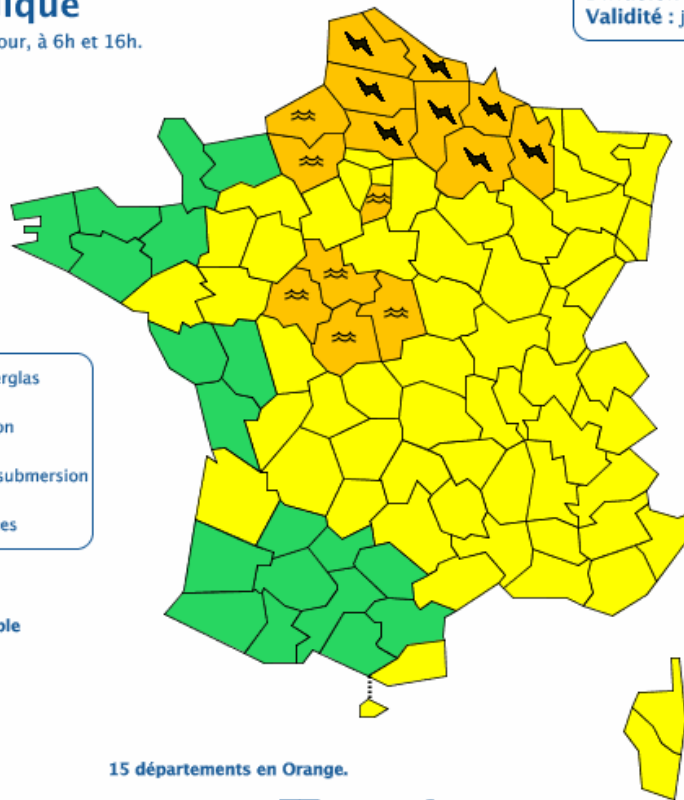 ique
our, à 6h et 16h.
Validité : j
erglas
on
submersion
es
ble
15 départements en Orange.